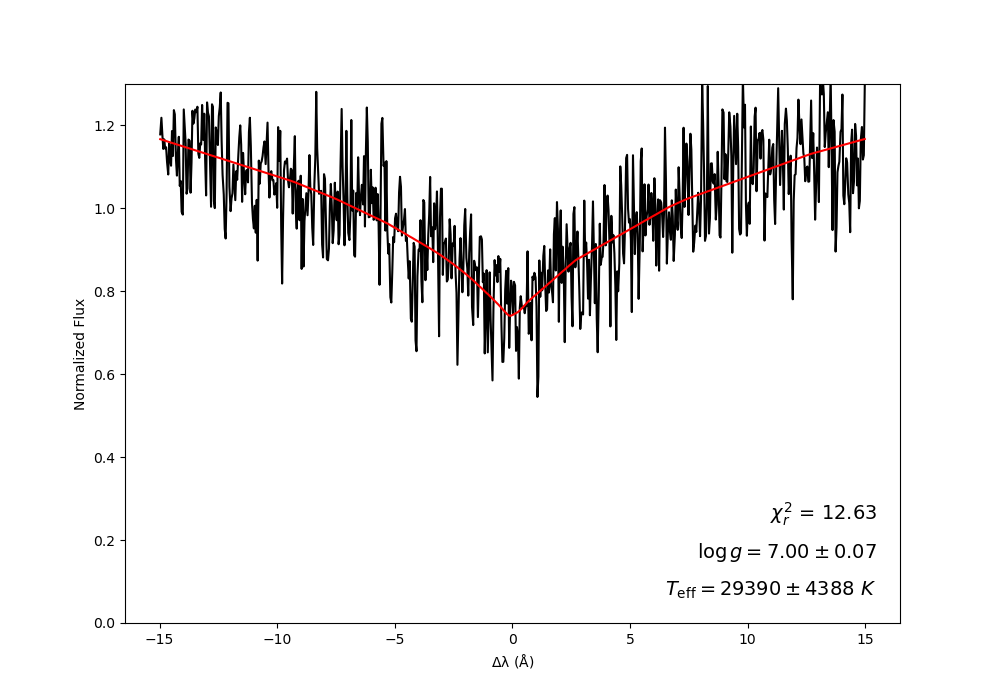 1.2
1.0
0.8
0.6
0.4
0.2
0.0
Normalized Flux
χ²ᵣ = 12.63
log g = 7.00 ± 0.07
T_eff = 29390 ± 4388 K
−15 −10 −5 0 5 10 15
Δλ (Å)